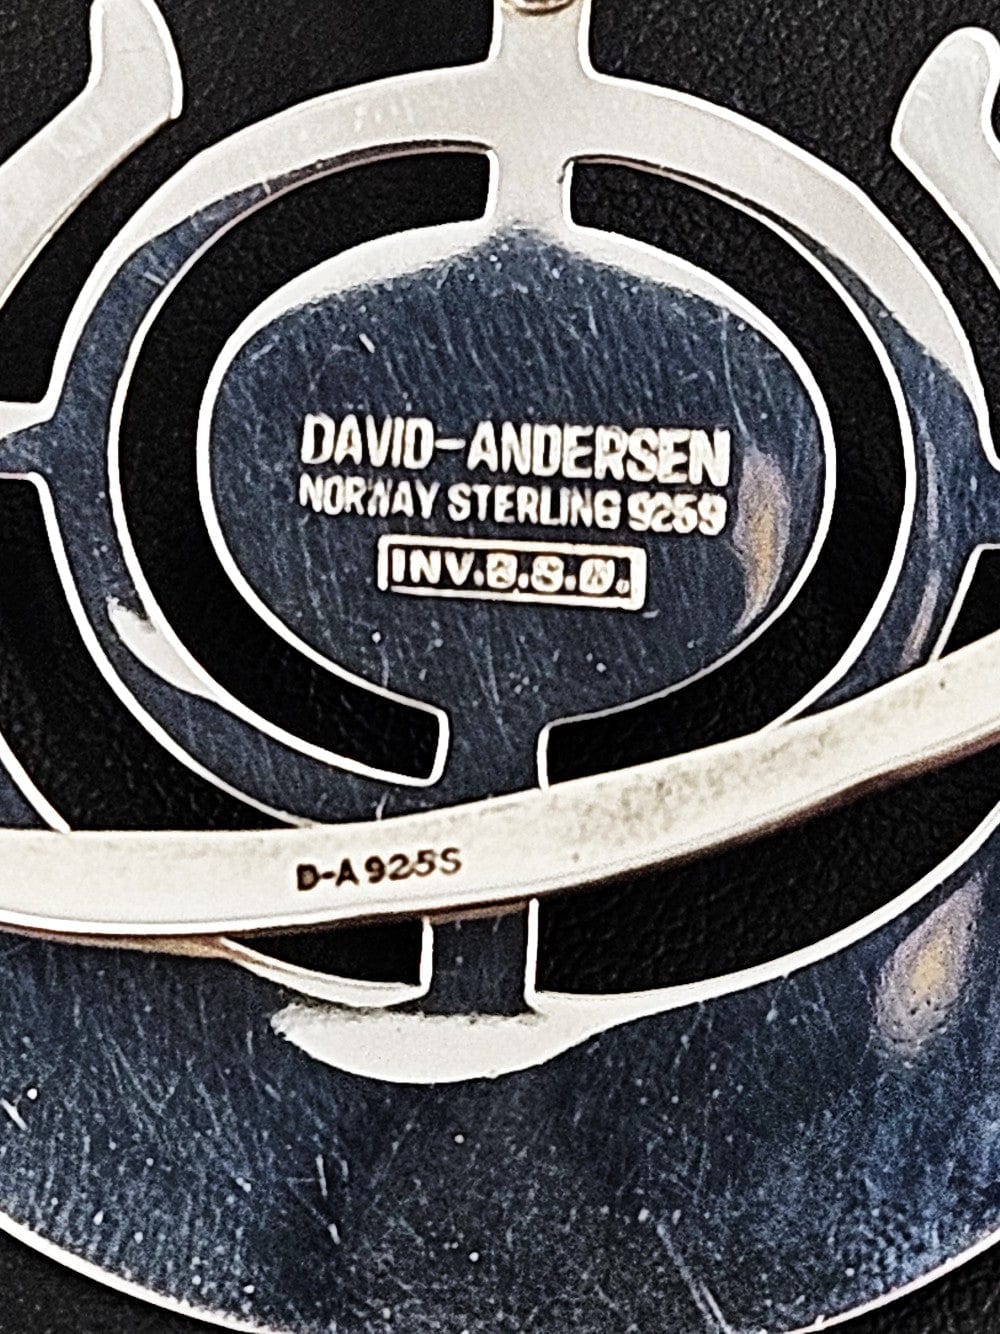 DAVID-ANDERSEN
NORWAY STERLING 925S
INV.B.S.Ø.
D-A 925S